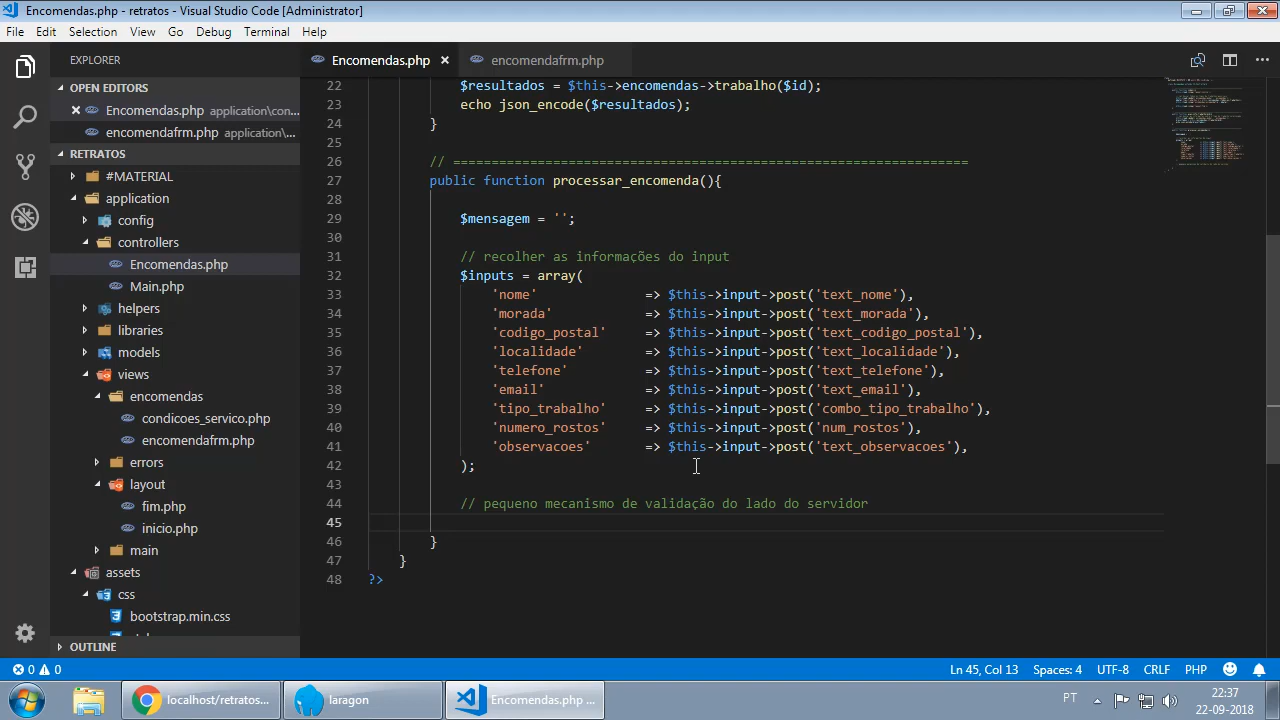 Encomendas.php - retratos - Visual Studio Code [Administrator]
File Edit Selection View Go Debug Terminal Help
EXPLORER
OPEN EDITORS
Encomendas.php application\con...
encomendafrm.php application\...
RETRATOS
#MATERIAL
application
config
controllers
Encomendas.php
Main.php
helpers
libraries
models
views
encomendas
condicoes_servico.php
encomendafrm.php
errors
layout
fim.php
inicio.php
main
assets
css
bootstrap.min.css
OUTLINE
Encomendas.php encomendafrm.php
22 $resultados = $this->encomendas->trabalho($id);
23 echo json_encode($resultados);
24 }
25
26 // ===================================================================
27 public function processar_encomenda(){
28
29 $mensagem = '';
30
31 // recolher as informações do input
32 $inputs = array(
33 'nome' => $this->input->post('text_nome'),
34 'morada' => $this->input->post('text_morada'),
35 'codigo_postal' => $this->input->post('text_codigo_postal'),
36 'localidade' => $this->input->post('text_localidade'),
37 'telefone' => $this->input->post('text_telefone'),
38 'email' => $this->input->post('text_email'),
39 'tipo_trabalho' => $this->input->post('combo_tipo_trabalho'),
40 'numero_rostos' => $this->input->post('num_rostos'),
41 'observacoes' => $this->input->post('text_observacoes'),
42 );
43
44 // pequeno mecanismo de validação do lado do servidor
45
46 }
47 }
48 ?>
0 0 Ln 45, Col 13 Spaces: 4 UTF-8 CRLF PHP
localhost/retratos... laragon Encomendas.php ... PT 22:37
22-09-2018